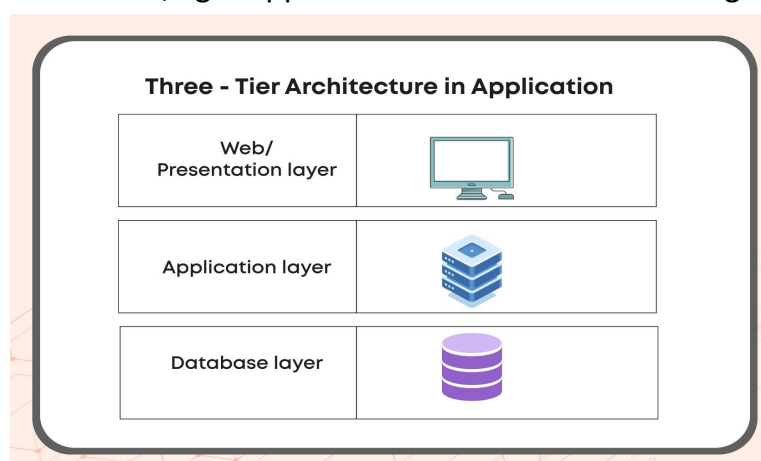 Three - Tier Architecture in Application
Web/
Presentation layer
Application layer
Database layer